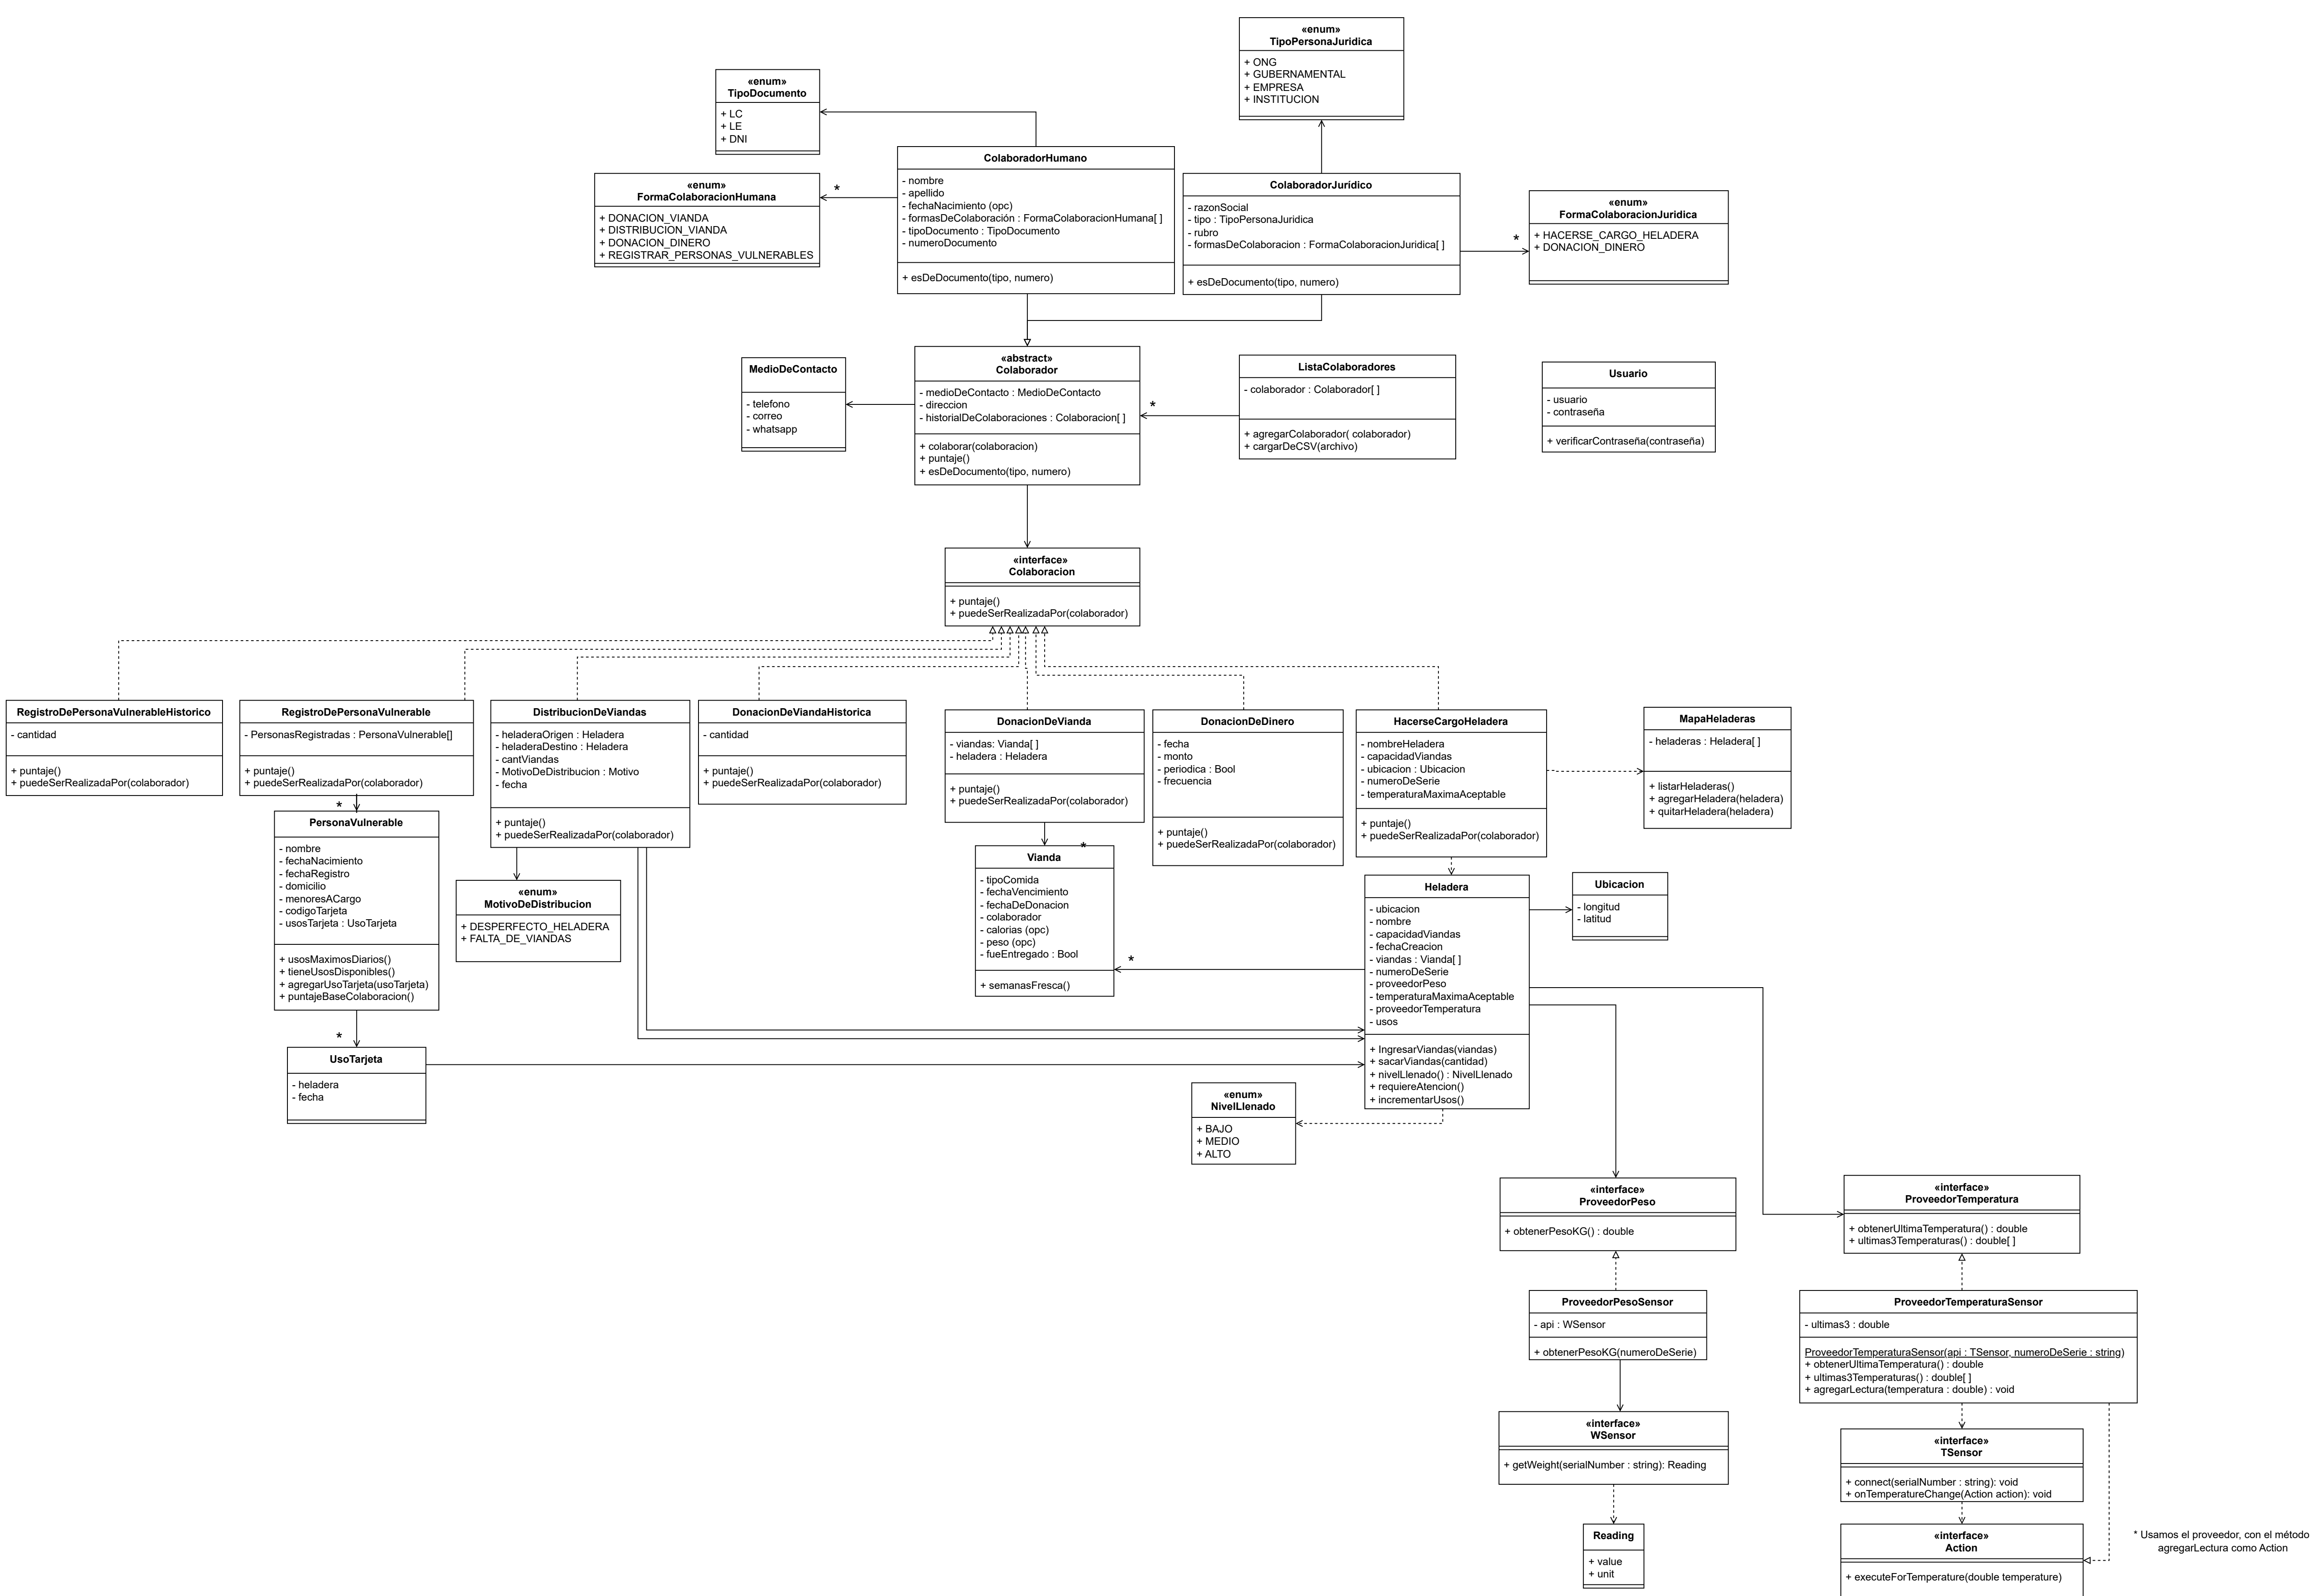 «enum»
TipoPersonaJuridica
+ ONG
+ GUBERNAMENTAL
+ EMPRESA
+ INSTITUCION
«enum»
TipoDocumento
+ LC
+ LE
+ DNI
«enum»
FormaColaboracionHumana
+ DONACION_VIANDA
+ DISTRIBUCION_VIANDA
+ DONACION_DINERO
+ REGISTRAR_PERSONAS_VULNERABLES
*
ColaboradorHumano
- nombre
- apellido
- fechaNacimiento (opc)
- formasDeColaboración : FormaColaboracionHumana[ ]
- tipoDocumento : TipoDocumento
- numeroDocumento
+ esDeDocumento(tipo, numero)
ColaboradorJurídico
- razonSocial
- tipo : TipoPersonaJuridica
- rubro
- formasDeColaboracion : FormaColaboracionJuridica[ ]
+ esDeDocumento(tipo, numero)
*
«enum»
FormaColaboracionJuridica
+ HACERSE_CARGO_HELADERA
+ DONACION_DINERO
MedioDeContacto
- telefono
- correo
- whatsapp
«abstract»
Colaborador
- medioDeContacto : MedioDeContacto
- direccion
- historialDeColaboraciones : Colaboracion[ ]
+ colaborar(colaboracion)
+ puntaje()
+ esDeDocumento(tipo, numero)
*
ListaColaboradores
- colaborador : Colaborador[ ]
+ agregarColaborador( colaborador)
+ cargarDeCSV(archivo)
Usuario
- usuario
- contraseña
+ verificarContraseña(contraseña)
«interface»
Colaboracion
+ puntaje()
+ puedeSerRealizadaPor(colaborador)
RegistroDePersonaVulnerableHistorico
- cantidad
+ puntaje()
+ puedeSerRealizadaPor(colaborador)
RegistroDePersonaVulnerable
- PersonasRegistradas : PersonaVulnerable[]
+ puntaje()
+ puedeSerRealizadaPor(colaborador)
DistribucionDeViandas
- heladeraOrigen : Heladera
- heladeraDestino : Heladera
- cantViandas
- MotivoDeDistribucion : Motivo
- fecha
+ puntaje()
+ puedeSerRealizadaPor(colaborador)
DonacionDeViandaHistorica
- cantidad
+ puntaje()
+ puedeSerRealizadaPor(colaborador)
DonacionDeVianda
- viandas: Vianda[ ]
- heladera : Heladera
+ puntaje()
+ puedeSerRealizadaPor(colaborador)
DonacionDeDinero
- fecha
- monto
- periodica : Bool
- frecuencia
+ puntaje()
+ puedeSerRealizadaPor(colaborador)
HacerseCargoHeladera
- nombreHeladera
- capacidadViandas
- ubicacion : Ubicacion
- numeroDeSerie
- temperaturaMaximaAceptable
+ puntaje()
+ puedeSerRealizadaPor(colaborador)
MapaHeladeras
- heladeras : Heladera[ ]
+ listarHeladeras()
+ agregarHeladera(heladera)
+ quitarHeladera(heladera)
*
PersonaVulnerable
- nombre
- fechaNacimiento
- fechaRegistro
- domicilio
- menoresACargo
- codigoTarjeta
- usosTarjeta : UsoTarjeta
+ usosMaximosDiarios()
+ tieneUsosDisponibles()
+ agregarUsoTarjeta(usoTarjeta)
+ puntajeBaseColaboracion()
«enum»
MotivoDeDistribucion
+ DESPERFECTO_HELADERA
+ FALTA_DE_VIANDAS
*
Vianda
- tipoComida
- fechaVencimiento
- fechaDeDonacion
- colaborador
- calorias (opc)
- peso (opc)
- fueEntregado : Bool
+ semanasFresca()
*
Heladera
- ubicacion
- nombre
- capacidadViandas
- fechaCreacion
- viandas : Vianda[ ]
- numeroDeSerie
- proveedorPeso
- temperaturaMaximaAceptable
- proveedorTemperatura
- usos
+ IngresarViandas(viandas)
+ sacarViandas(cantidad)
+ nivelLlenado() : NivelLlenado
+ requiereAtencion()
+ incrementarUsos()
Ubicacion
- longitud
- latitud
*
UsoTarjeta
- heladera
- fecha
«enum»
NivelLlenado
+ BAJO
+ MEDIO
+ ALTO
«interface»
ProveedorPeso
+ obtenerPesoKG() : double
«interface»
ProveedorTemperatura
+ obtenerUltimaTemperatura() : double
+ ultimas3Temperaturas() : double[ ]
ProveedorPesoSensor
- api : WSensor
+ obtenerPesoKG(numeroDeSerie)
ProveedorTemperaturaSensor
- ultimas3 : double
ProveedorTemperaturaSensor(api : TSensor, numeroDeSerie : string)
+ obtenerUltimaTemperatura() : double
+ ultimas3Temperaturas() : double[ ]
+ agregarLectura(temperatura : double) : void
«interface»
WSensor
+ getWeight(serialNumber : string): Reading
«interface»
TSensor
+ connect(serialNumber : string): void
+ onTemperatureChange(Action action): void
Reading
+ value
+ unit
«interface»
Action
+ executeForTemperature(double temperature)
* Usamos el proveedor, con el método
agregarLectura como Action